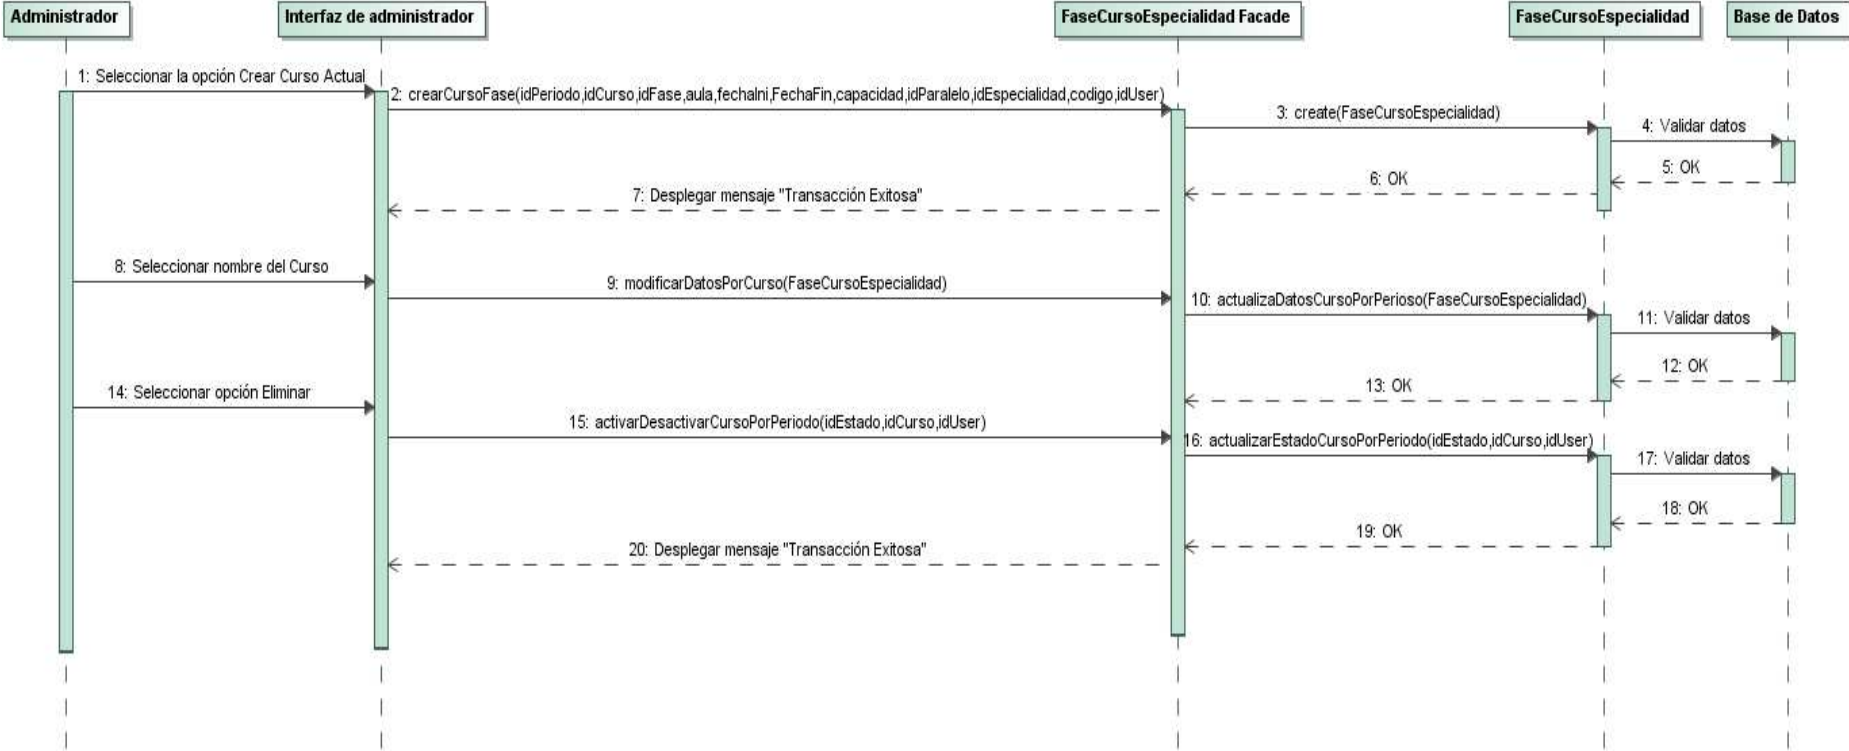 Administrador
Interfaz de administrador
FaseCursoEspecialidad Facade
FaseCursoEspecialidad
Base de Datos
1: Seleccionar la opción Crear Curso Actual
2: crearCursoFase(idPeriodo,idCurso,idFase,aula,fechaIni,FechaFin,capacidad,idParalelo,idEspecialidad,codigo,idUser)
3: create(FaseCursoEspecialidad)
4: Validar datos
5: OK
6: OK
7: Desplegar mensaje "Transacción Exitosa"
8: Seleccionar nombre del Curso
9: modificarDatosPorCurso(FaseCursoEspecialidad)
10: actualizaDatosCursoPorPerioso(FaseCursoEspecialidad)
11: Validar datos
12: OK
13: OK
14: Seleccionar opción Eliminar
15: activarDesactivarCursoPorPeriodo(idEstado,idCurso,idUser)
16: actualizarEstadoCursoPorPeriodo(idEstado,idCurso,idUser)
17: Validar datos
18: OK
19: OK
20: Desplegar mensaje "Transacción Exitosa"